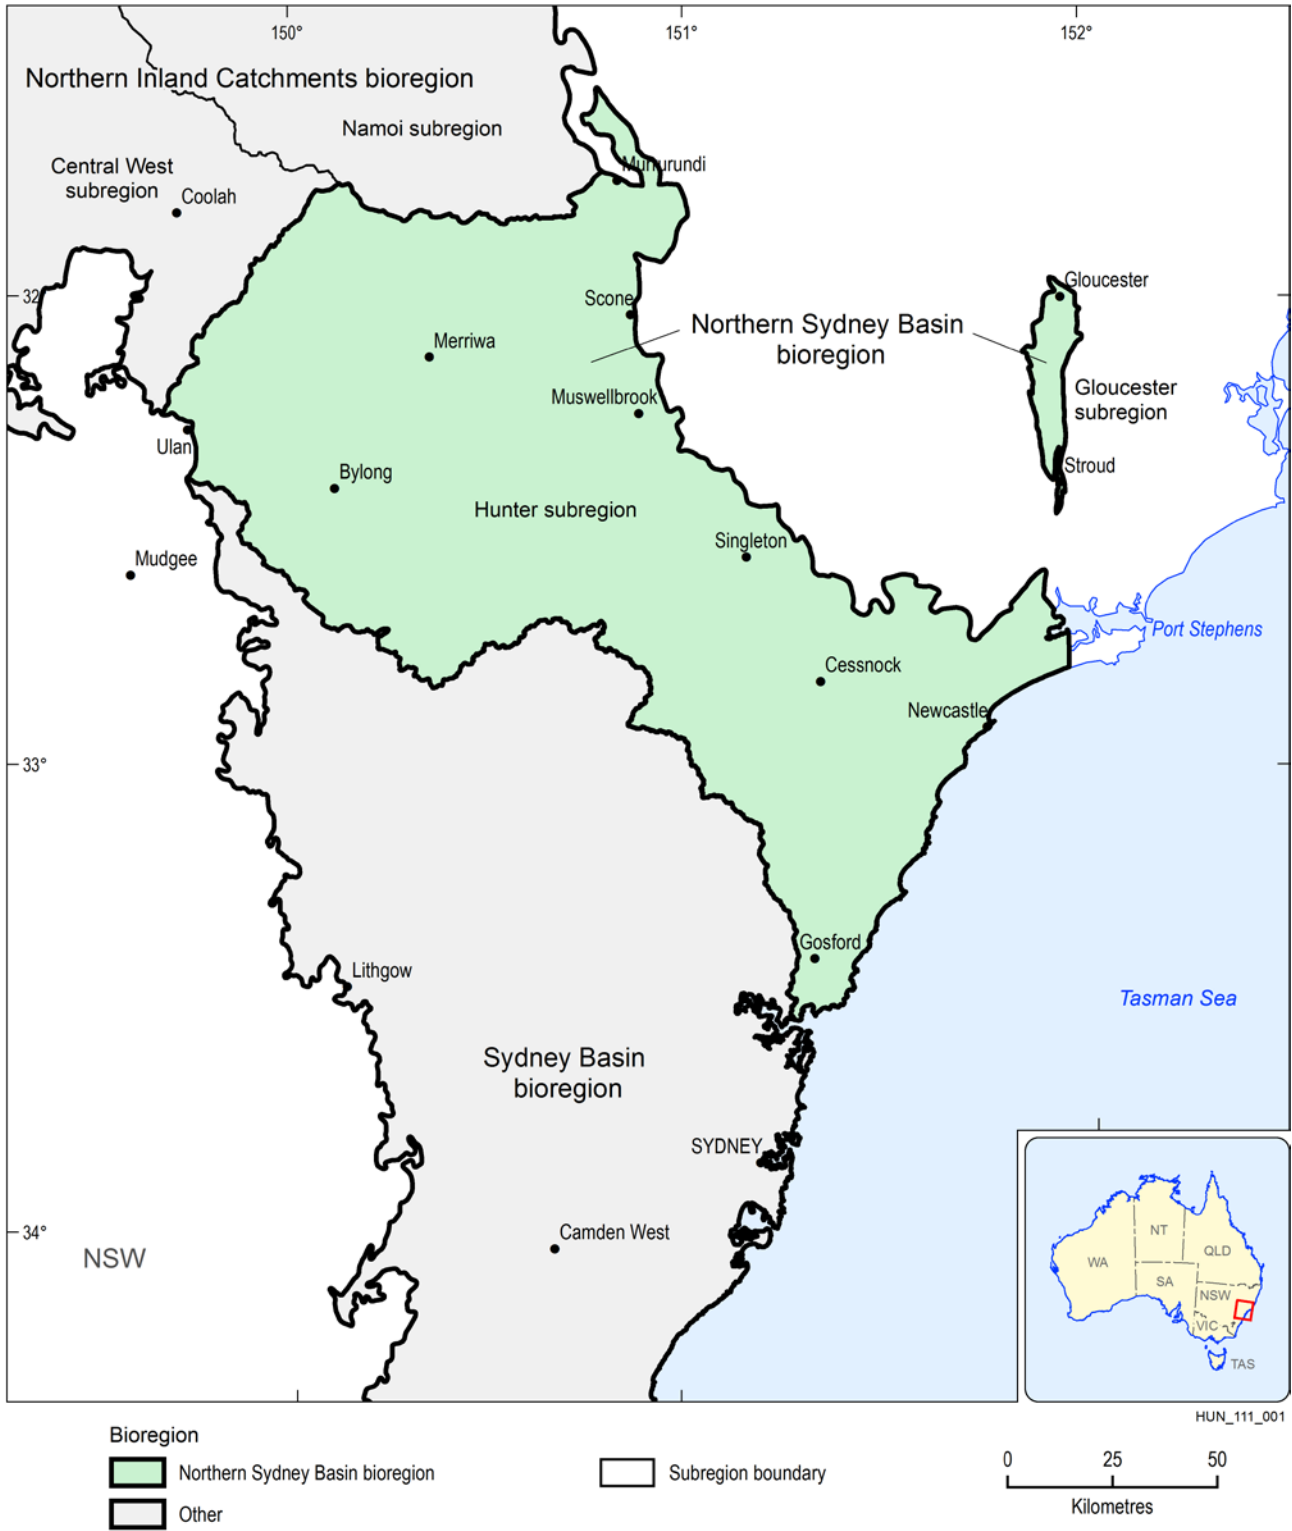 150°
151°
152°
Northern Inland Catchments bioregion
Namoi subregion
Central West
subregion
Coolah
Murrurundi
32°
Gloucester
Scone
Northern Sydney Basin
bioregion
Merriwa
Muswellbrook
Gloucester
subregion
Ulan
Stroud
Bylong
Hunter subregion
Singleton
Mudgee
Port Stephens
Cessnock
Newcastle
33°
Gosford
Lithgow
Tasman Sea
Sydney Basin
bioregion
SYDNEY
Camden West
34°
NSW
NT
QLD
WA
SA
NSW
VIC
TAS
HUN_111_001
Bioregion
Northern Sydney Basin bioregion
Other
Subregion boundary
0 25 50
Kilometres